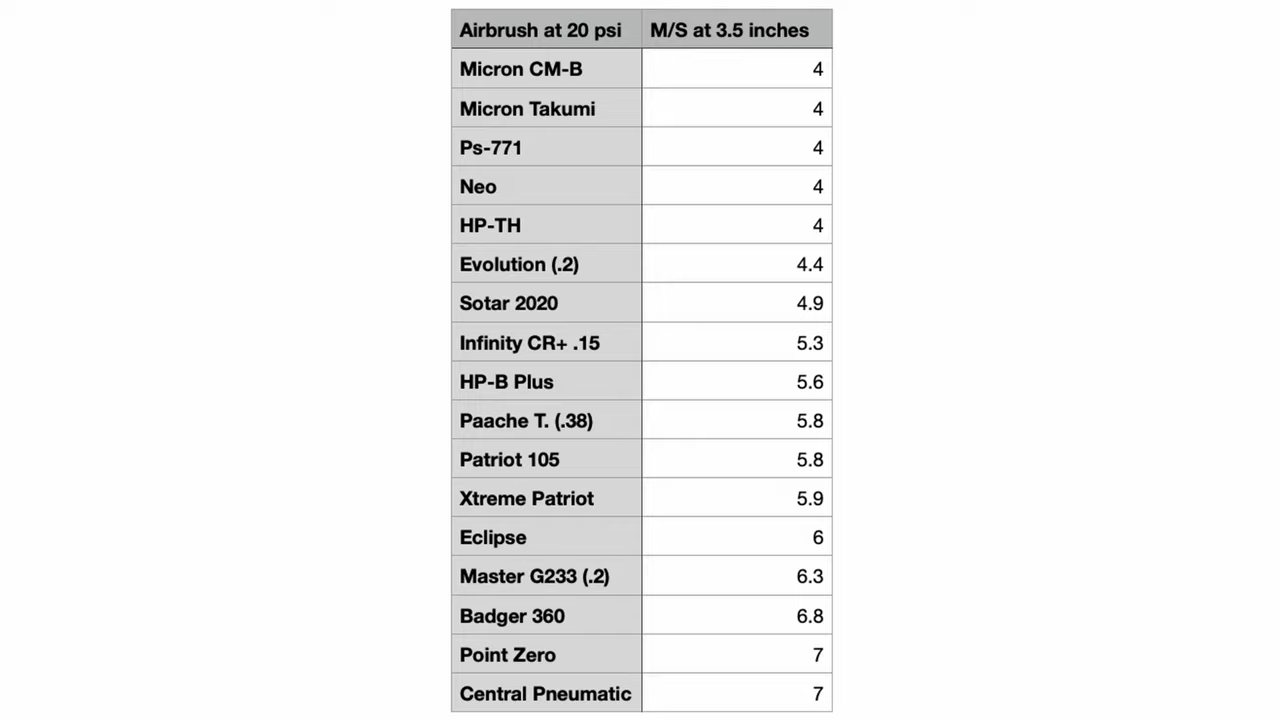 Airbrush at 20 psi M/S at 3.5 inches
Micron CM-B 4
Micron Takumi 4
Ps-771 4
Neo 4
HP-TH 4
Evolution (.2) 4.4
Sotar 2020 4.9
Infinity CR+ .15 5.3
HP-B Plus 5.6
Paache T. (.38) 5.8
Patriot 105 5.8
Xtreme Patriot 5.9
Eclipse 6
Master G233 (.2) 6.3
Badger 360 6.8
Point Zero 7
Central Pneumatic 7